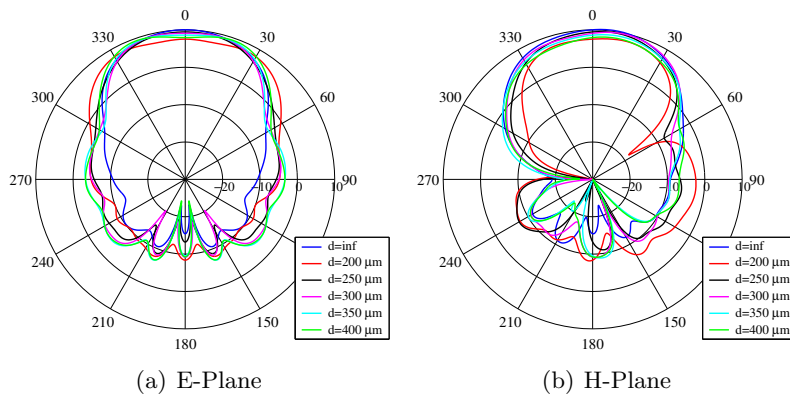 0
30
60
90
150
180
210
240
270
300
330
−20
−10
0
10
d=inf
d=200 µm
d=250 µm
d=300 µm
d=350 µm
d=400 µm
(a) E-Plane
0
30
60
90
150
180
210
240
270
300
330
−20
−10
0
10
d=inf
d=200 µm
d=250 µm
d=300 µm
d=350 µm
d=400 µm
(b) H-Plane